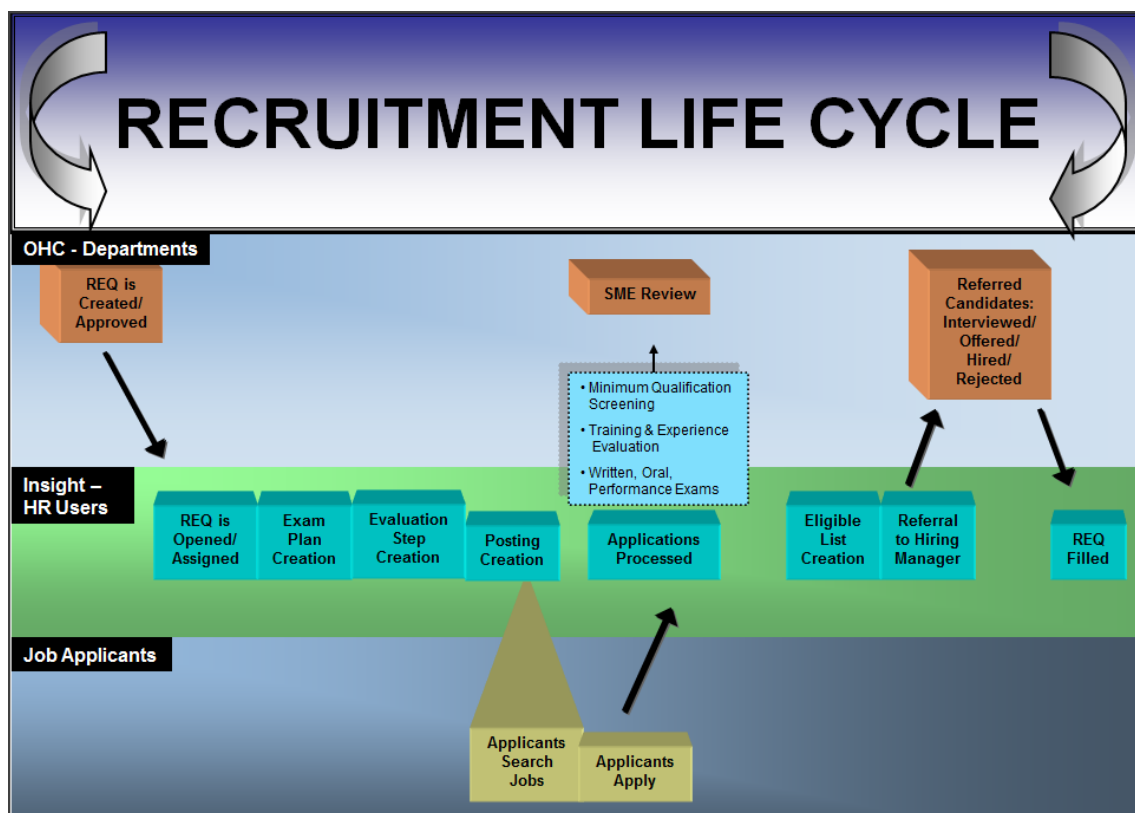 RECRUITMENT LIFE CYCLE
OHC - Departments
REQ is
Created/
Approved
SME Review
Referred
Candidates:
Interviewed/
Offered/
Hired/
Rejected
• Minimum Qualification
Screening
• Training & Experience
Evaluation
• Written, Oral,
Performance Exams
Insight –
HR Users
REQ is
Opened/
Assigned
Exam
Plan
Creation
Evaluation
Step
Creation
Posting
Creation
Applications
Processed
Eligible
List
Creation
Referral
to Hiring
Manager
REQ
Filled
Job Applicants
Applicants
Search
Jobs
Applicants
Apply